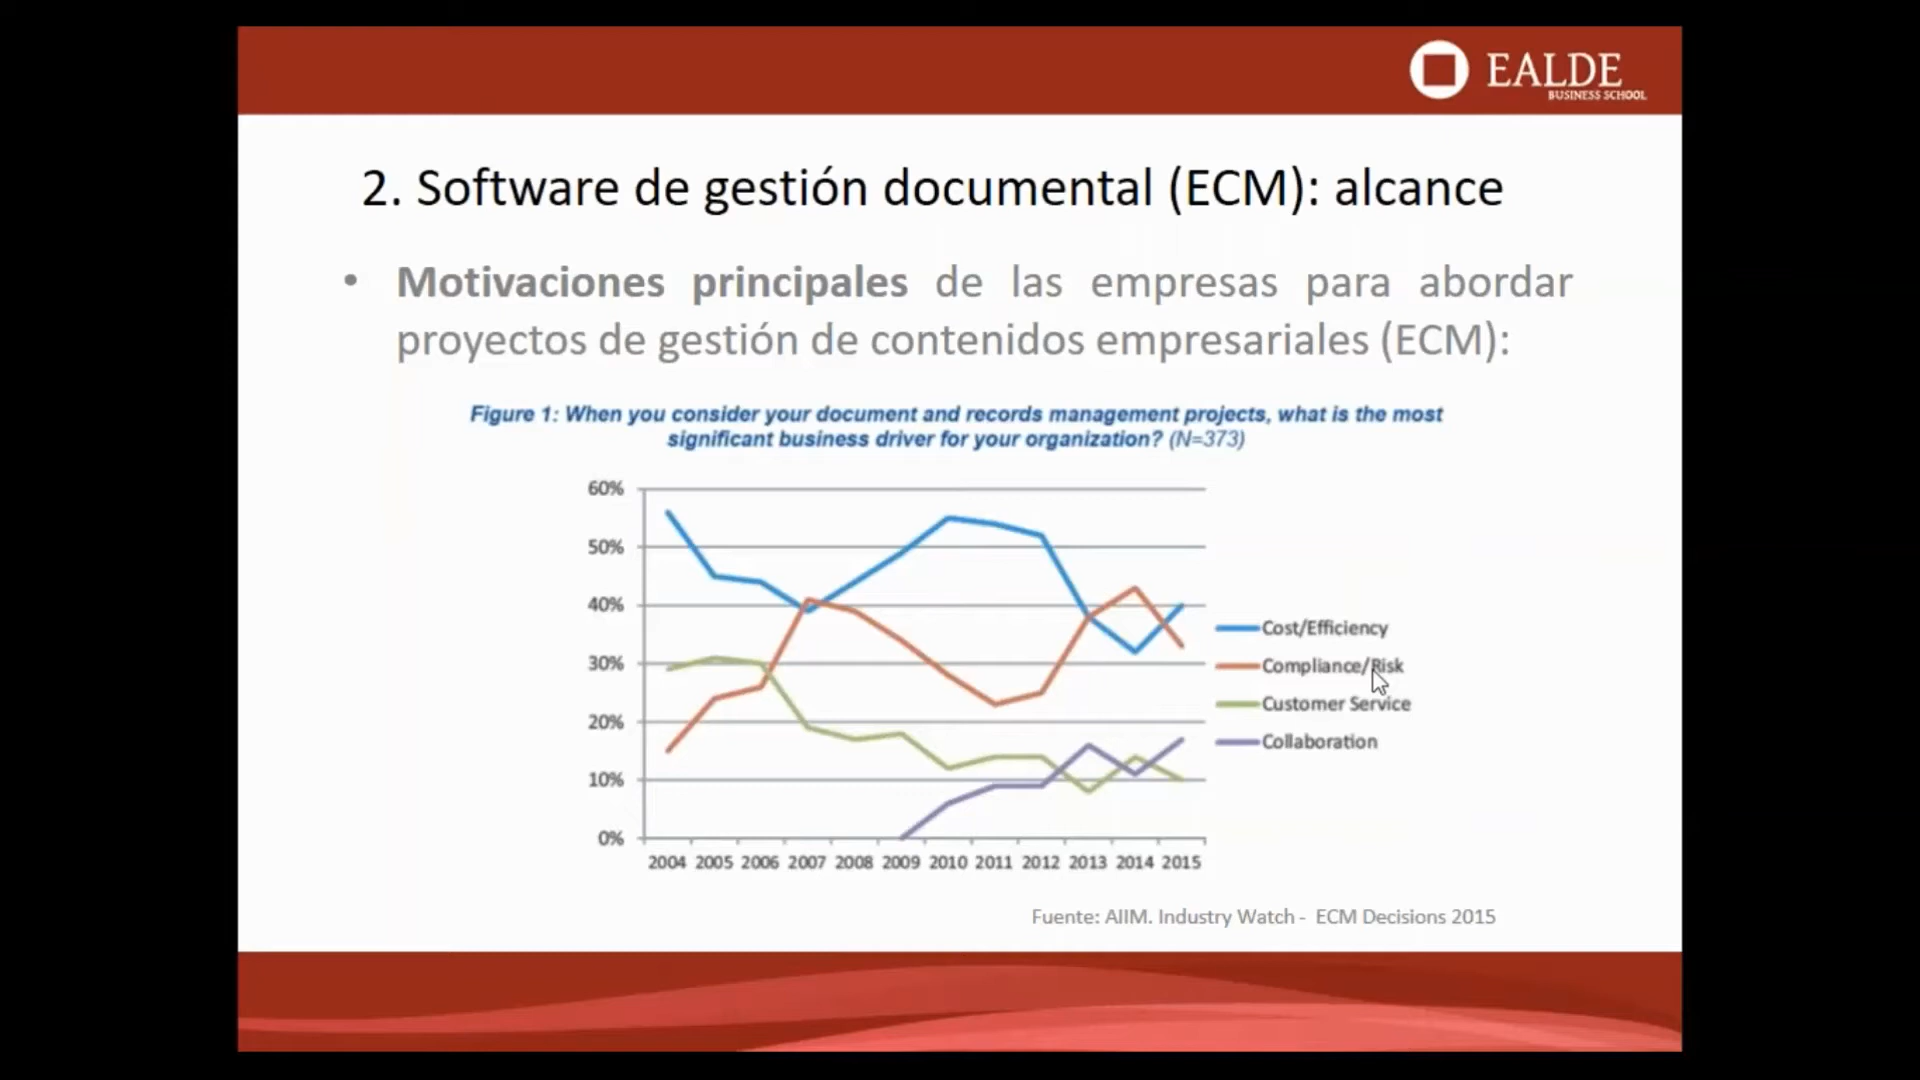 EALDE
BUSINESS SCHOOL
2. Software de gestión documental (ECM): alcance
• Motivaciones principales de las empresas para abordar
proyectos de gestión de contenidos empresariales (ECM):
Figure 1: When you consider your document and records management projects, what is the most
significant business driver for your organization? (N=373)
60%
50%
40%
30%
20%
10%
0%
2004 2005 2006 2007 2008 2009 2010 2011 2012 2013 2014 2015
Cost/Efficiency
Compliance/Risk
Customer Service
Collaboration
Fuente: AIIM. Industry Watch - ECM Decisions 2015